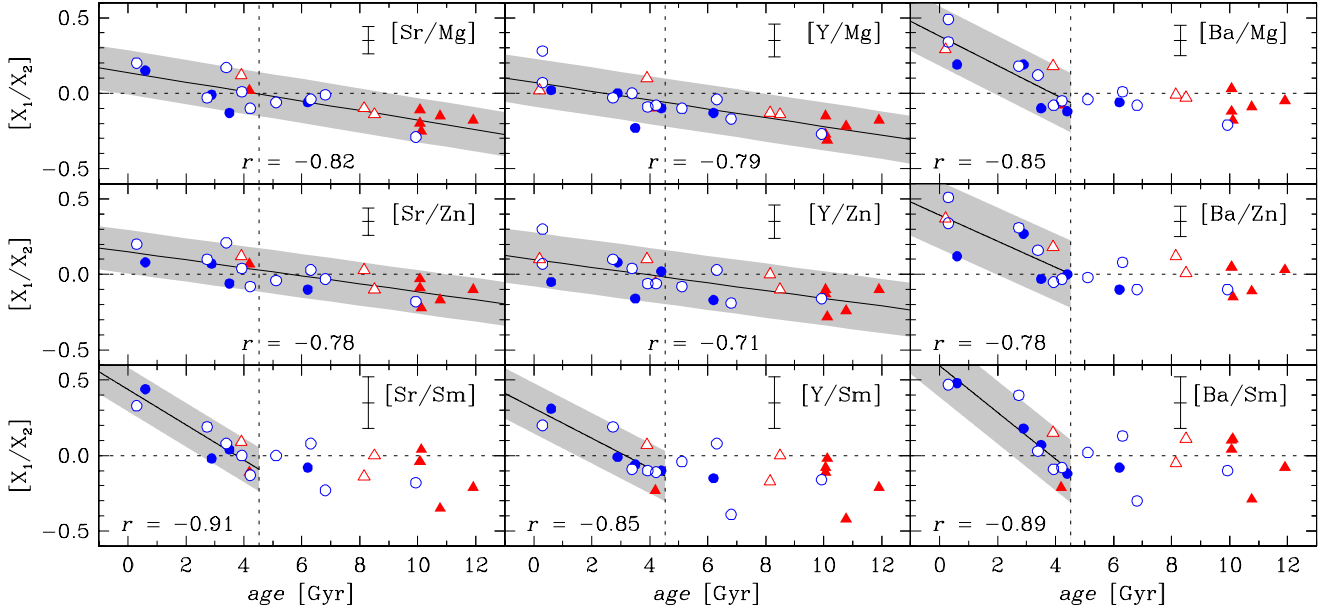 [X₁/X₂]
0.5
0.0
−0.5
[Sr/Mg]
r = −0.82
[Y/Mg]
r = −0.79
[Ba/Mg]
r = −0.85
[X₁/X₂]
0.5
0.0
−0.5
[Sr/Zn]
r = −0.78
[Y/Zn]
r = −0.71
[Ba/Zn]
r = −0.78
[X₁/X₂]
0.5
0.0
−0.5
[Sr/Sm]
r = −0.91
[Y/Sm]
r = −0.85
[Ba/Sm]
r = −0.89
0 2 4 6 8 10 12
0 2 4 6 8 10 12
0 2 4 6 8 10 12
age [Gyr]
age [Gyr]
age [Gyr]